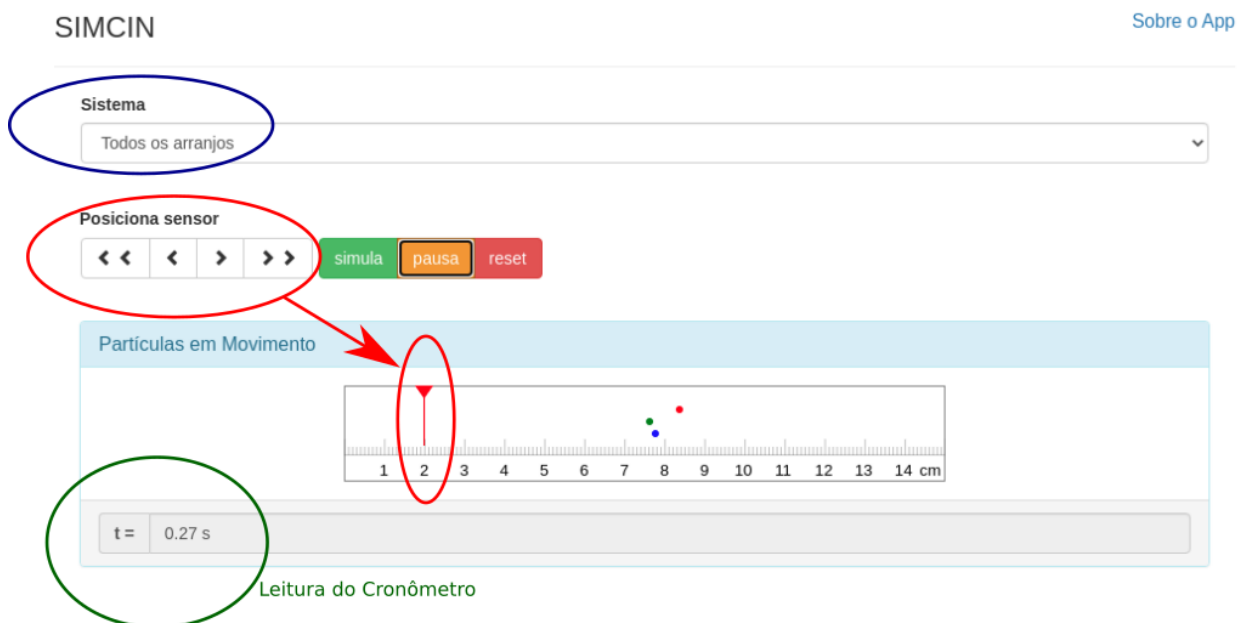 SIMCIN
Sobre o App
Sistema
Todos os arranjos
Posiciona sensor
simula pausa reset
Partículas em Movimento
1 2 3 4 5 6 7 8 9 10 11 12 13 14 cm
t = 0.27 s
Leitura do Cronômetro